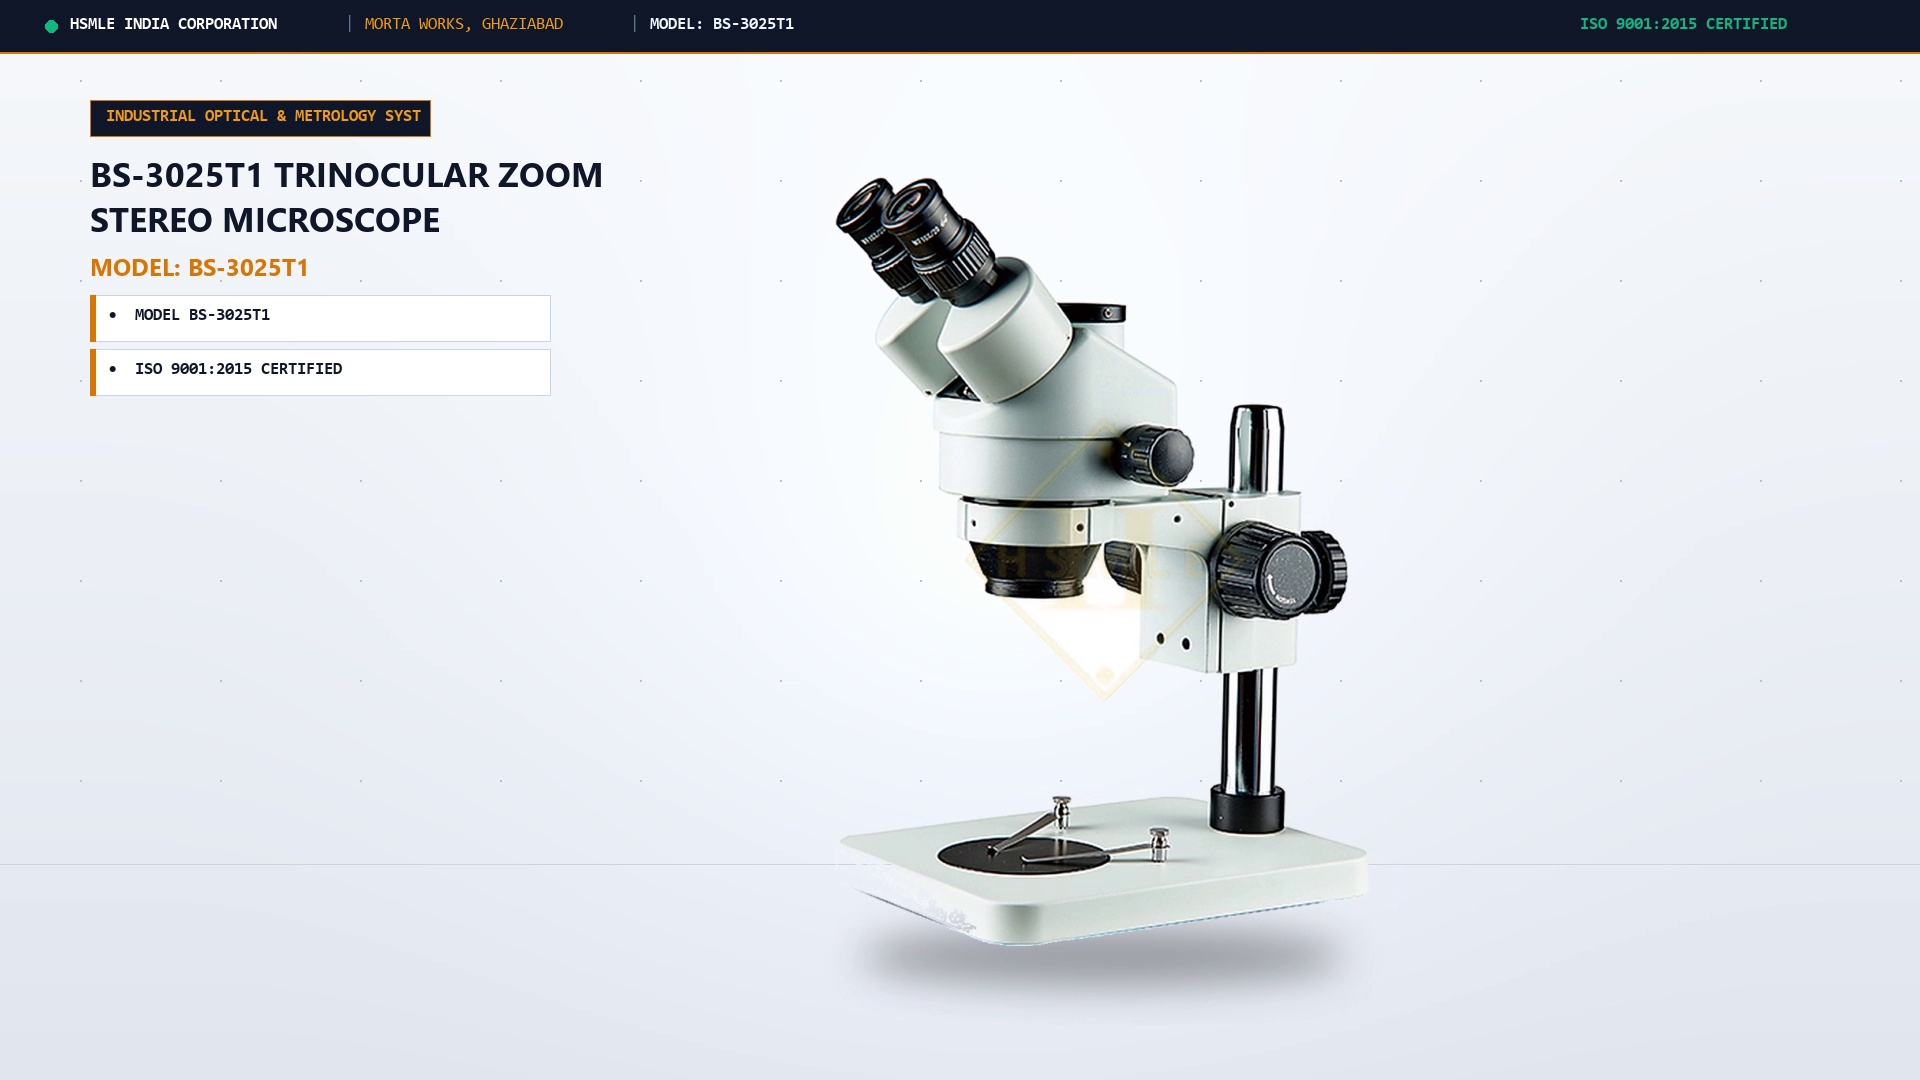 HSMLE INDIA CORPORATION | MORTA WORKS, GHAZIABAD | MODEL: BS-3025T1
ISO 9001:2015 CERTIFIED
INDUSTRIAL OPTICAL & METROLOGY SYST
BS-3025T1 TRINOCULAR ZOOM
STEREO MICROSCOPE
MODEL: BS-3025T1
• MODEL BS-3025T1
• ISO 9001:2015 CERTIFIED